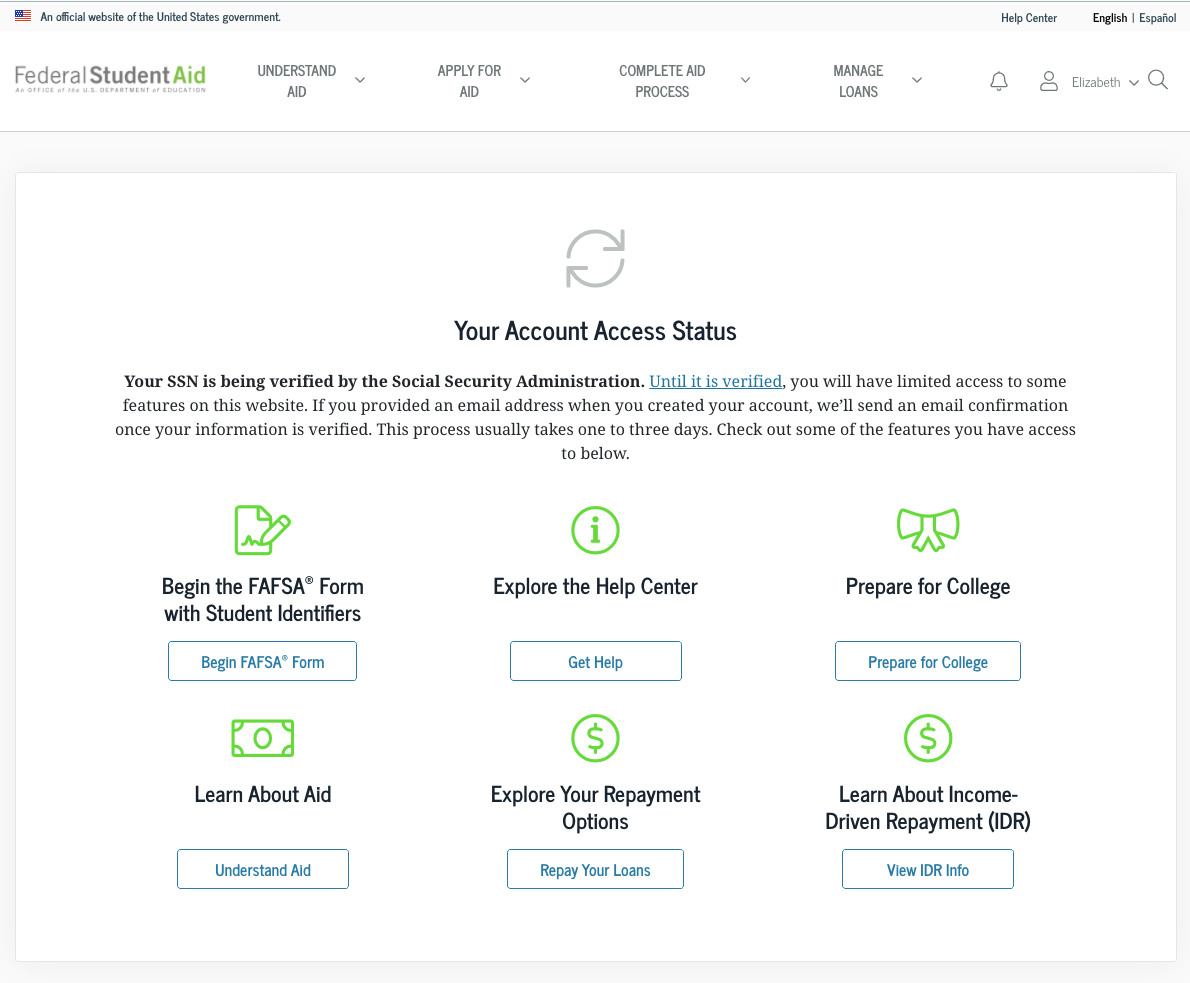 An official website of the United States government.
Help Center
English | Español
Federal Student Aid
An OFFICE of the U.S. DEPARTMENT of EDUCATION
UNDERSTAND
AID
APPLY FOR
AID
COMPLETE AID
PROCESS
MANAGE
LOANS
Elizabeth
Your Account Access Status
Your SSN is being verified by the Social Security Administration. Until it is verified, you will have limited access to some
features on this website. If you provided an email address when you created your account, we’ll send an email confirmation
once your information is verified. This process usually takes one to three days. Check out some of the features you have access
to below.
Begin the FAFSA® Form
with Student Identifiers
Begin FAFSA® Form
Explore the Help Center
Get Help
Prepare for College
Prepare for College
Learn About Aid
Understand Aid
Explore Your Repayment
Options
Repay Your Loans
Learn About Income-
Driven Repayment (IDR)
View IDR Info